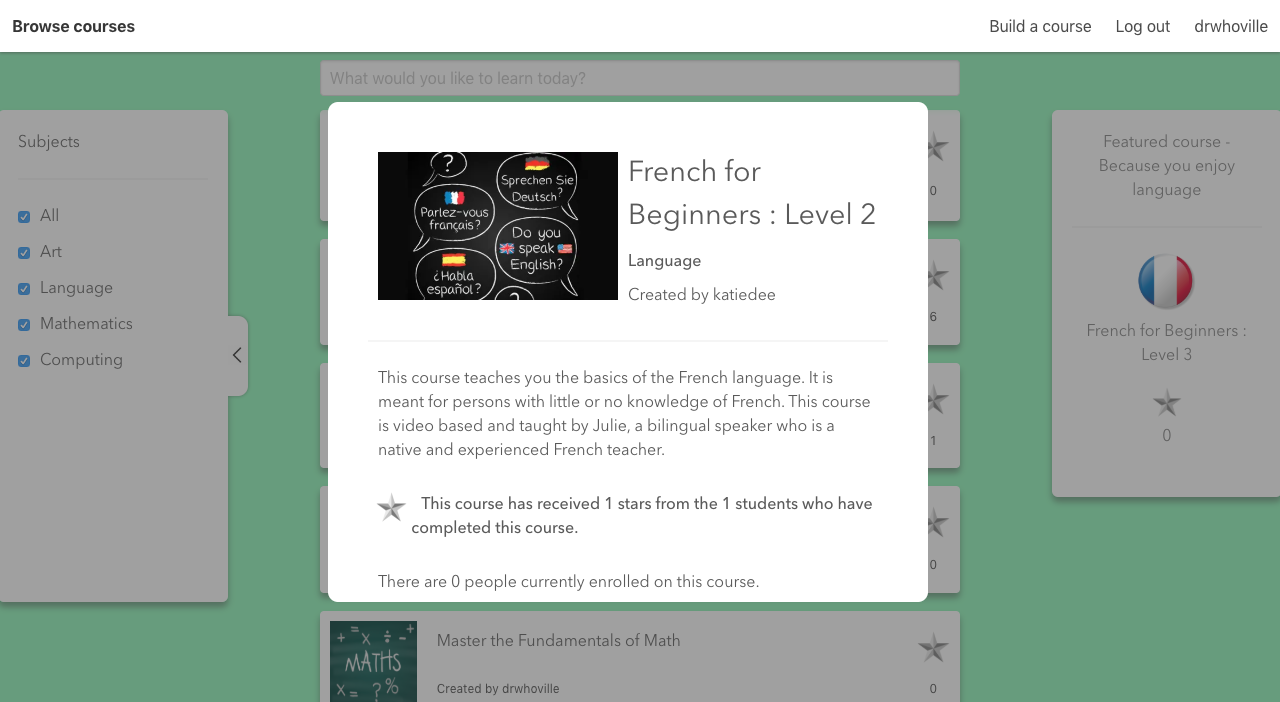 Browse courses
Build a course
Log out
drwhoville
What would you like to learn today?
Subjects
All
Art
Language
Mathematics
Computing
?
Sprechen Sie
Deutsch?
Parlez-vous
français?
Do you
speak
English?
¿Habla
español?
?
French for
Beginners : Level 2
Language
Created by katiedee
This course teaches you the basics of the French language. It is
meant for persons with little or no knowledge of French. This course
is video based and taught by Julie, a bilingual speaker who is a
native and experienced French teacher.
This course has received 1 stars from the 1 students who have
completed this course.
There are 0 people currently enrolled on this course.
0
6
1
0
+ = x ÷ - +
MATHS
x = ? %
Master the Fundamentals of Math
Created by drwhoville
0
Featured course -
Because you enjoy
language
French for Beginners :
Level 3
0